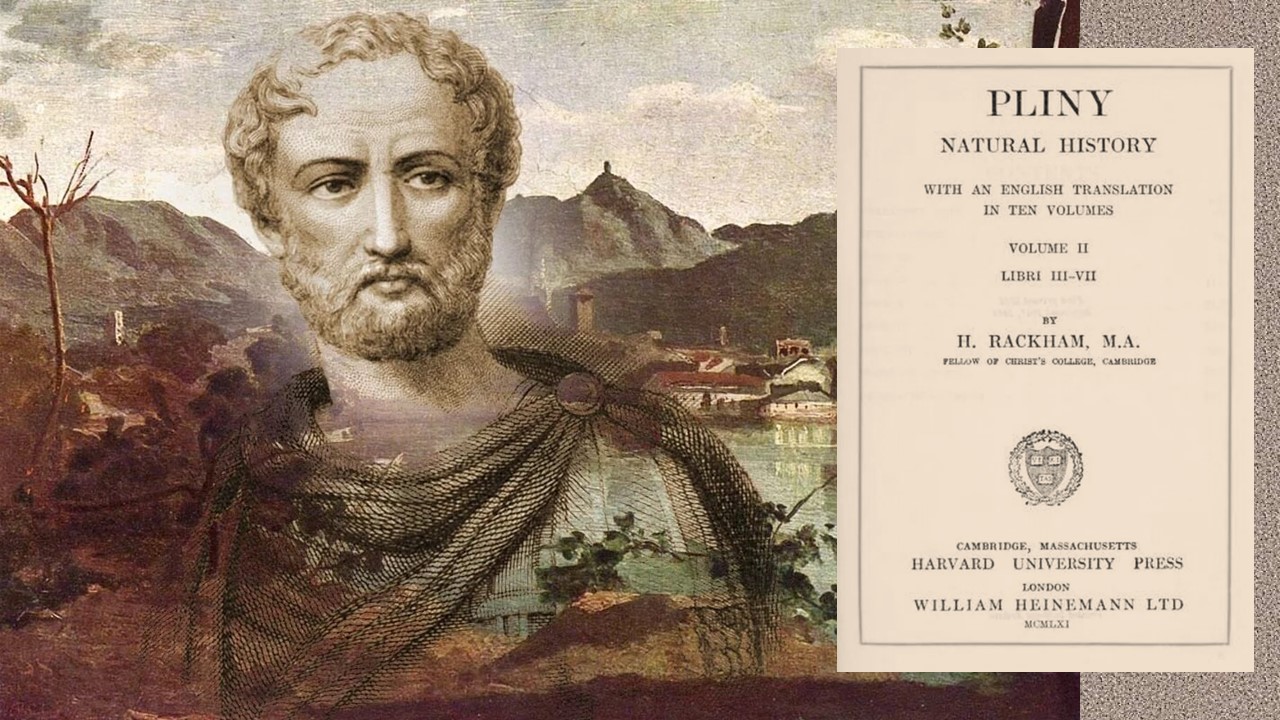 PLINY
NATURAL HISTORY
WITH AN ENGLISH TRANSLATION
IN TEN VOLUMES
VOLUME II
LIBRI III–VII
BY
H. RACKHAM, M.A.
FELLOW OF CHRIST'S COLLEGE, CAMBRIDGE
CAMBRIDGE, MASSACHUSETTS
HARVARD UNIVERSITY PRESS
LONDON
WILLIAM HEINEMANN LTD
MCMLXI